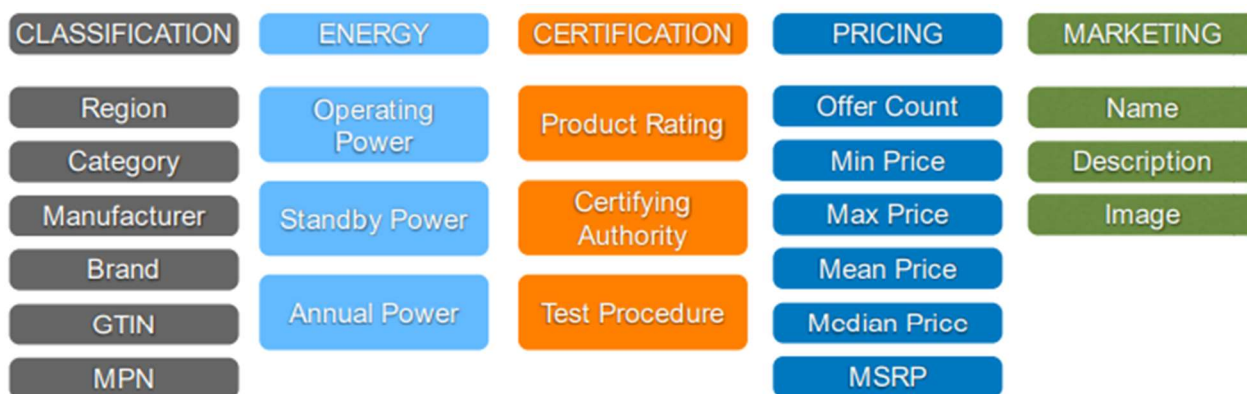 CLASSIFICATION
Region
Category
Manufacturer
Brand
GTIN
MPN
ENERGY
Operating
Power
Standby Power
Annual Power
CERTIFICATION
Product Rating
Certifying
Authority
Test Procedure
PRICING
Offer Count
Min Price
Max Price
Mean Price
Median Price
MSRP
MARKETING
Name
Description
Image